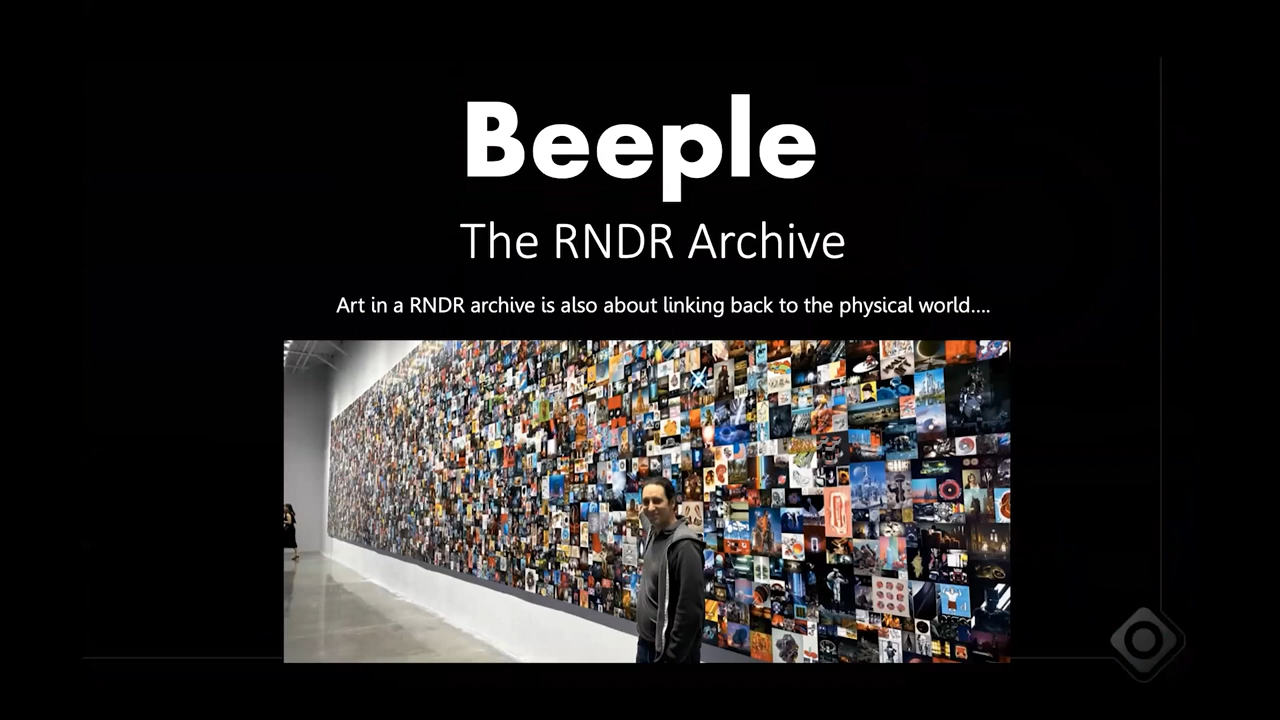 Beeple
The RNDR Archive
Art in a RNDR archive is also about linking back to the physical world....